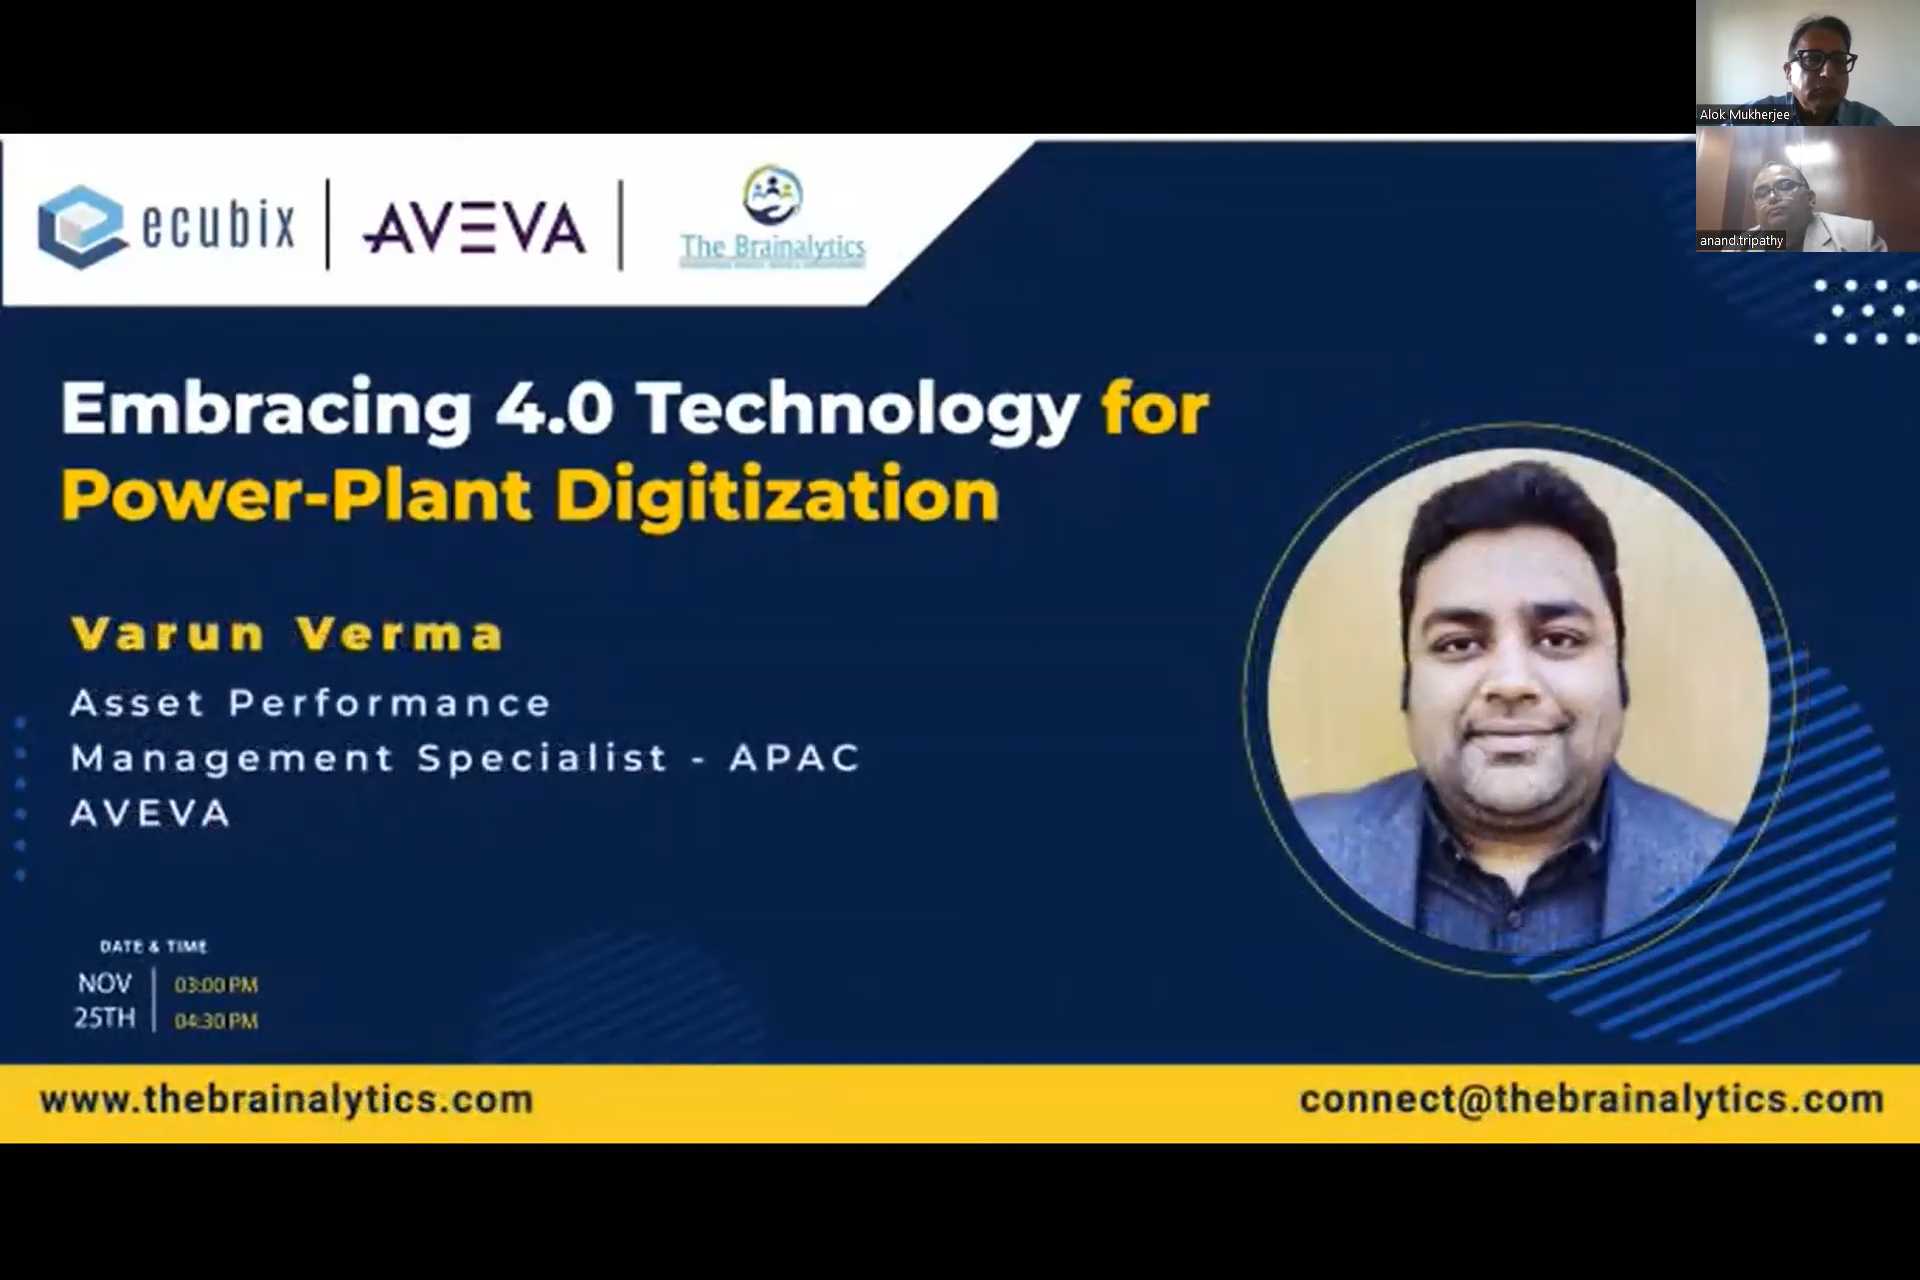 Alok Mukherjee
anand.tripathy
ecubix
AVEVA
The Brainalytics
Embracing 4.0 Technology for
Power-Plant Digitization
Varun Verma
Asset Performance
Management Specialist - APAC
AVEVA
DATE & TIME
NOV
25TH
03:00 PM
04:30 PM
www.thebrainalytics.com
connect@thebrainalytics.com